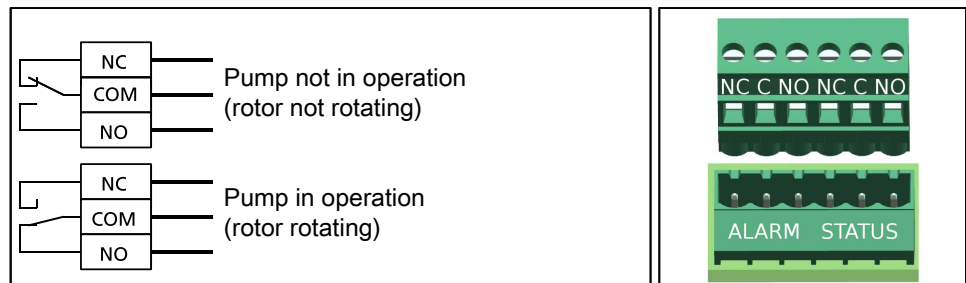 NC
COM
NO
Pump not in operation
(rotor not rotating)
NC
COM
NO
Pump in operation
(rotor rotating)
NC C NO NC C NO
ALARM STATUS